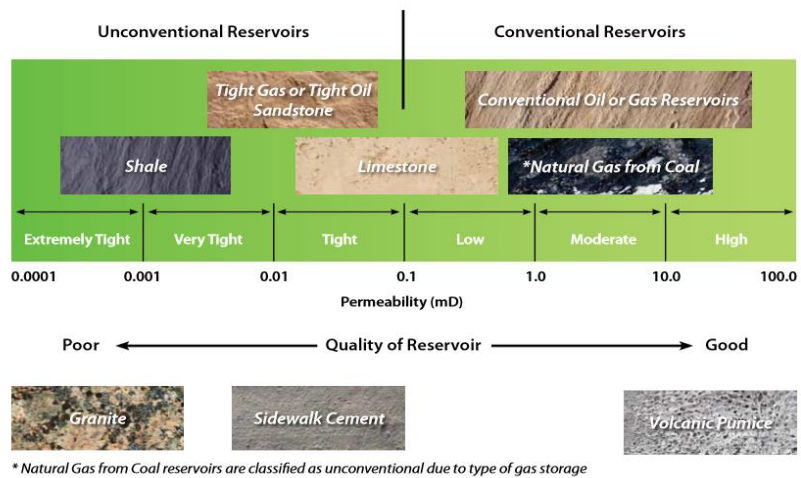 Unconventional Reservoirs
Conventional Reservoirs
Tight Gas or Tight Oil
Sandstone
Conventional Oil or Gas Reservoirs
Shale
Limestone
*Natural Gas from Coal
Extremely Tight
Very Tight
Tight
Low
Moderate
High
0.0001
0.001
0.01
0.1
1.0
10.0
100.0
Permeability (mD)
Poor
Quality of Reservoir
Good
Granite
Sidewalk Cement
Volcanic Pumice
* Natural Gas from Coal reservoirs are classified as unconventional due to type of gas storage